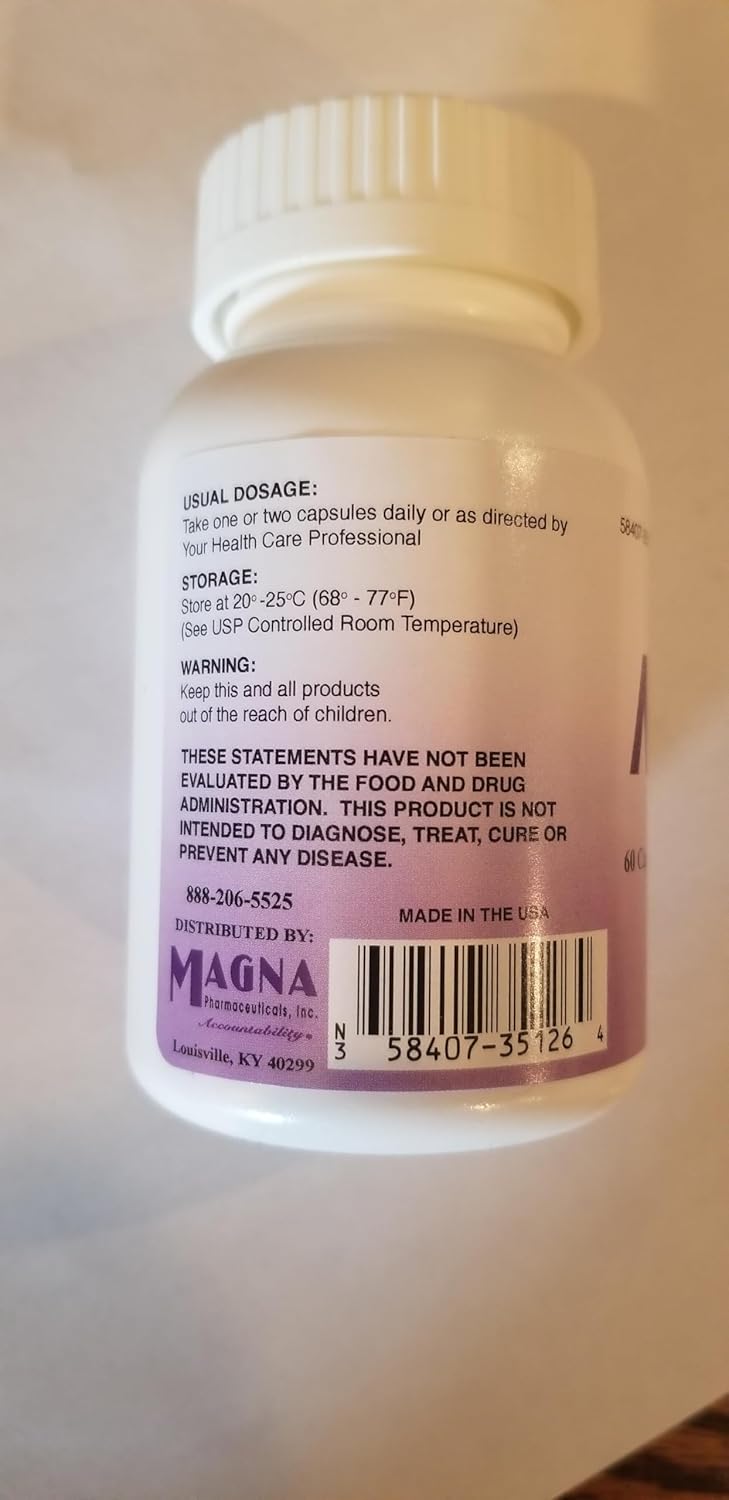 USUAL DOSAGE:
Take one or two capsules daily or as directed by
Your Health Care Professional
STORAGE:
Store at 20°-25°C (68° - 77°F)
(See USP Controlled Room Temperature)
WARNING:
Keep this and all products
out of the reach of children.
THESE STATEMENTS HAVE NOT BEEN
EVALUATED BY THE FOOD AND DRUG
ADMINISTRATION. THIS PRODUCT IS NOT
INTENDED TO DIAGNOSE, TREAT, CURE OR
PREVENT ANY DISEASE.
888-206-5525
DISTRIBUTED BY:
MAGNA
Pharmaceuticals, Inc.
Accountability
Louisville, KY 40299
MADE IN THE USA
N
3
58407-35126 4
60